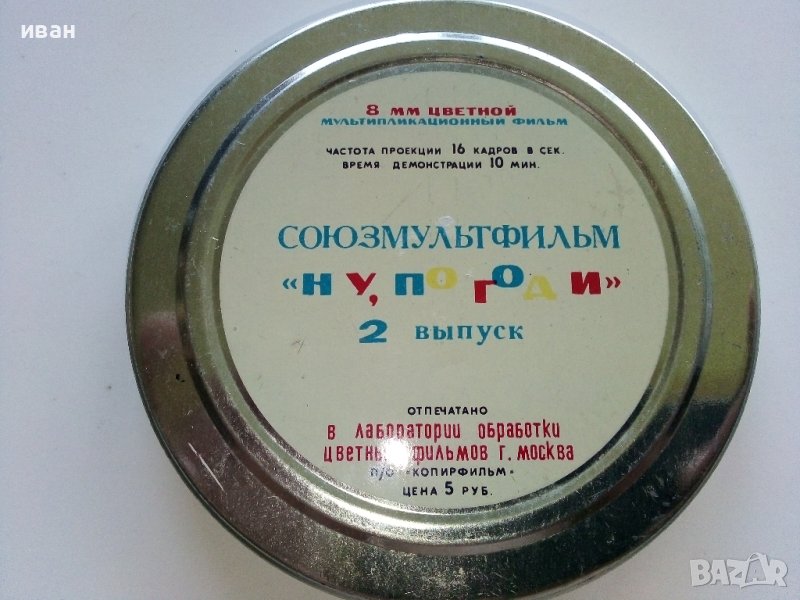 иван
8 мм цветной
мультипликационный фильм
частота проекции 16 кадров в сек.
время демонстрации 10 мин.
СОЮЗМУЛЬТФИЛЬМ
«НУ, ПОГОДИ»
2 выпуск
отпечатано
в лаборатории обработки
цветных фильмов г. москва
п/о «КОПИРФИЛЬМ»
ЦЕНА 5 РУБ.
BAZAR